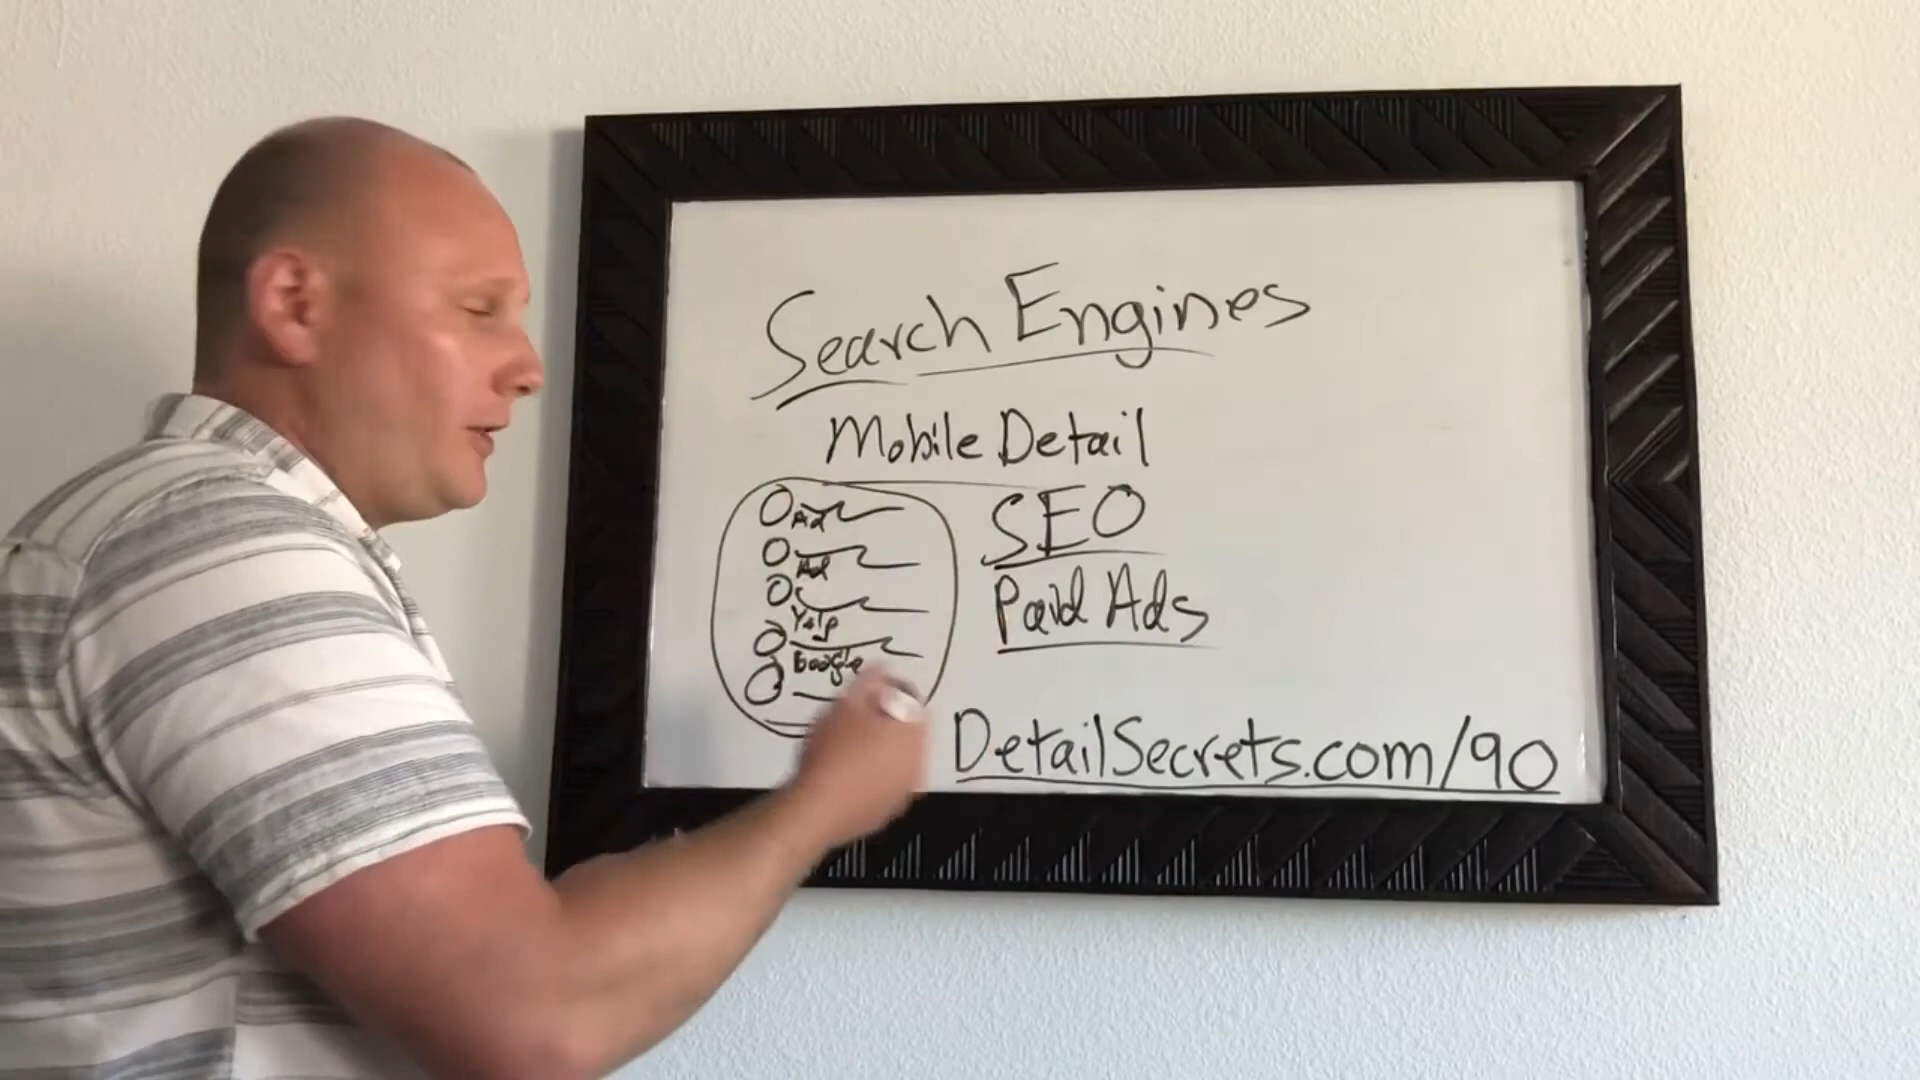 Search Engines
Mobile Detail
Ad
Ad
Yelp
Google
SEO
Paid Ads
DetailSecrets.com/90